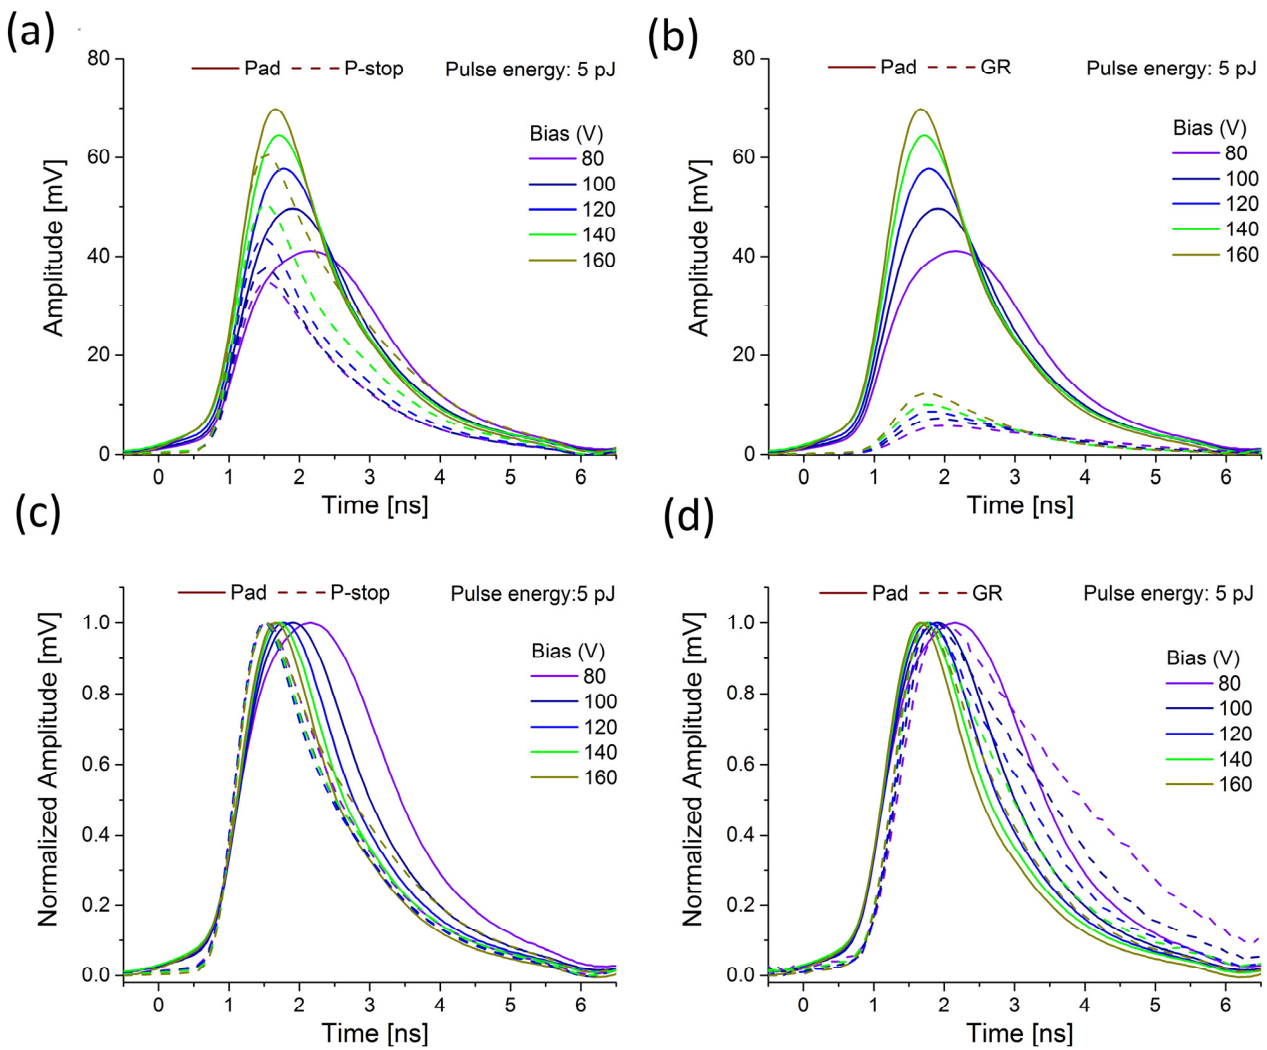 (a)
Pad P-stop Pulse energy: 5 pJ
Bias (V)
80
100
120
140
160
Amplitude [mV]
80
60
40
20
0
0 1 2 3 4 5 6
Time [ns]
(b)
Pad GR Pulse energy: 5 pJ
Bias (V)
80
100
120
140
160
Amplitude [mV]
80
60
40
20
0
0 1 2 3 4 5 6
Time [ns]
(c)
Pad P-stop Pulse energy:5 pJ
Bias (V)
80
100
120
140
160
Normalized Amplitude [mV]
1.0
0.8
0.6
0.4
0.2
0.0
0 1 2 3 4 5 6
Time [ns]
(d)
Pad GR Pulse energy: 5 pJ
Bias (V)
80
100
120
140
160
Normalized Amplitude [mV]
1.0
0.8
0.6
0.4
0.2
0.0
0 1 2 3 4 5 6
Time [ns]